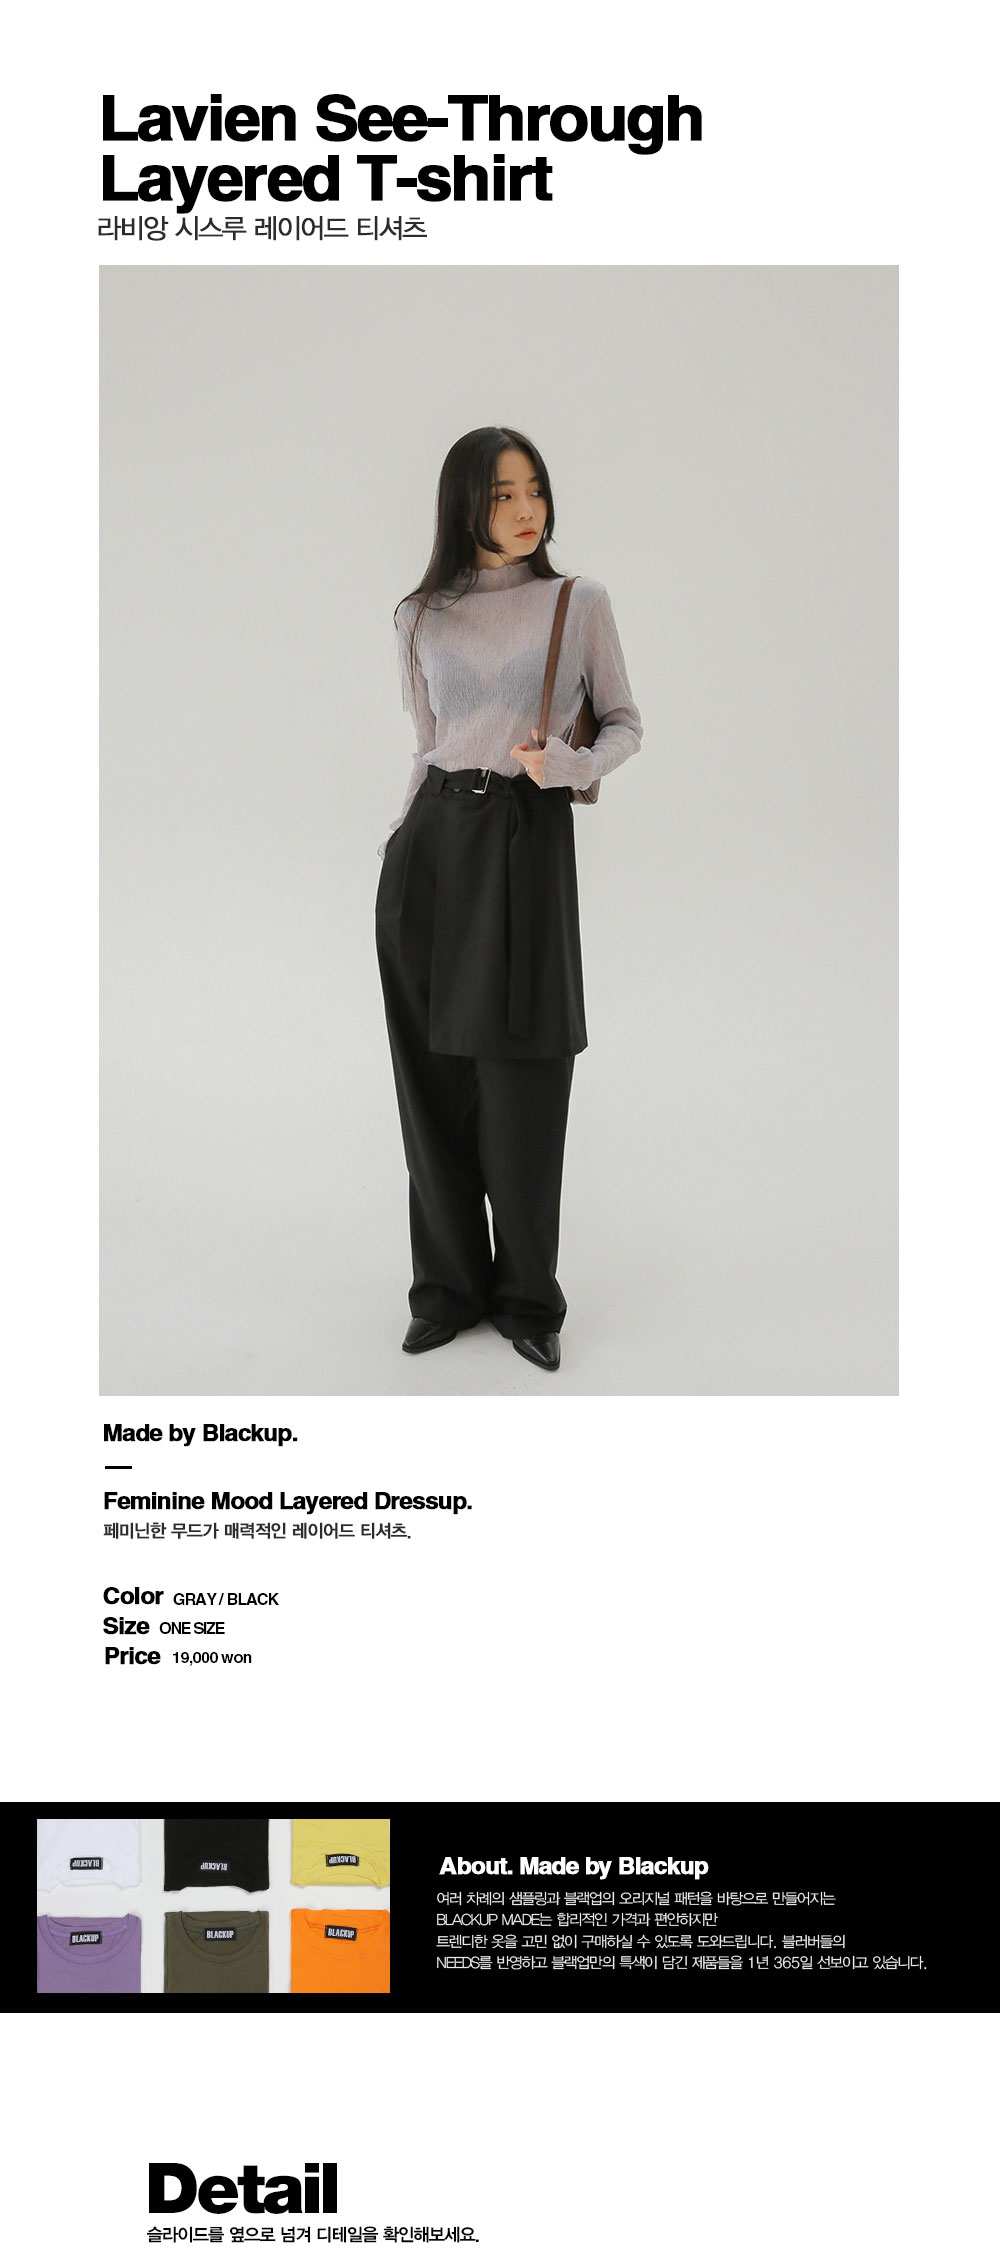 Lavien See-Through
Layered T-shirt
라비앙 시스루 레이어드 티셔츠
Made by Blackup.
Feminine Mood Layered Dressup.
페미닌한 무드가 매력적인 레이어드 티셔츠.
Color GRAY / BLACK
Size ONE SIZE
Price 19,000 won
BLACKUP
BLACKUP
BLACKUP
BLACKUP
BLACKUP
BLACKUP
About. Made by Blackup
여러 차례의 샘플링과 블랙업의 오리지널 패턴을 바탕으로 만들어지는
BLACKUP MADE는 합리적인 가격과 편안하지만
트렌디한 옷을 고민 없이 구매하실 수 있도록 도와드립니다. 블러버들의
NEEDS를 반영하고 블랙업만의 특색이 담긴 제품들을 1년 365일 선보이고 있습니다.
Detail
슬라이드를 옆으로 넘겨 디테일을 확인해보세요.